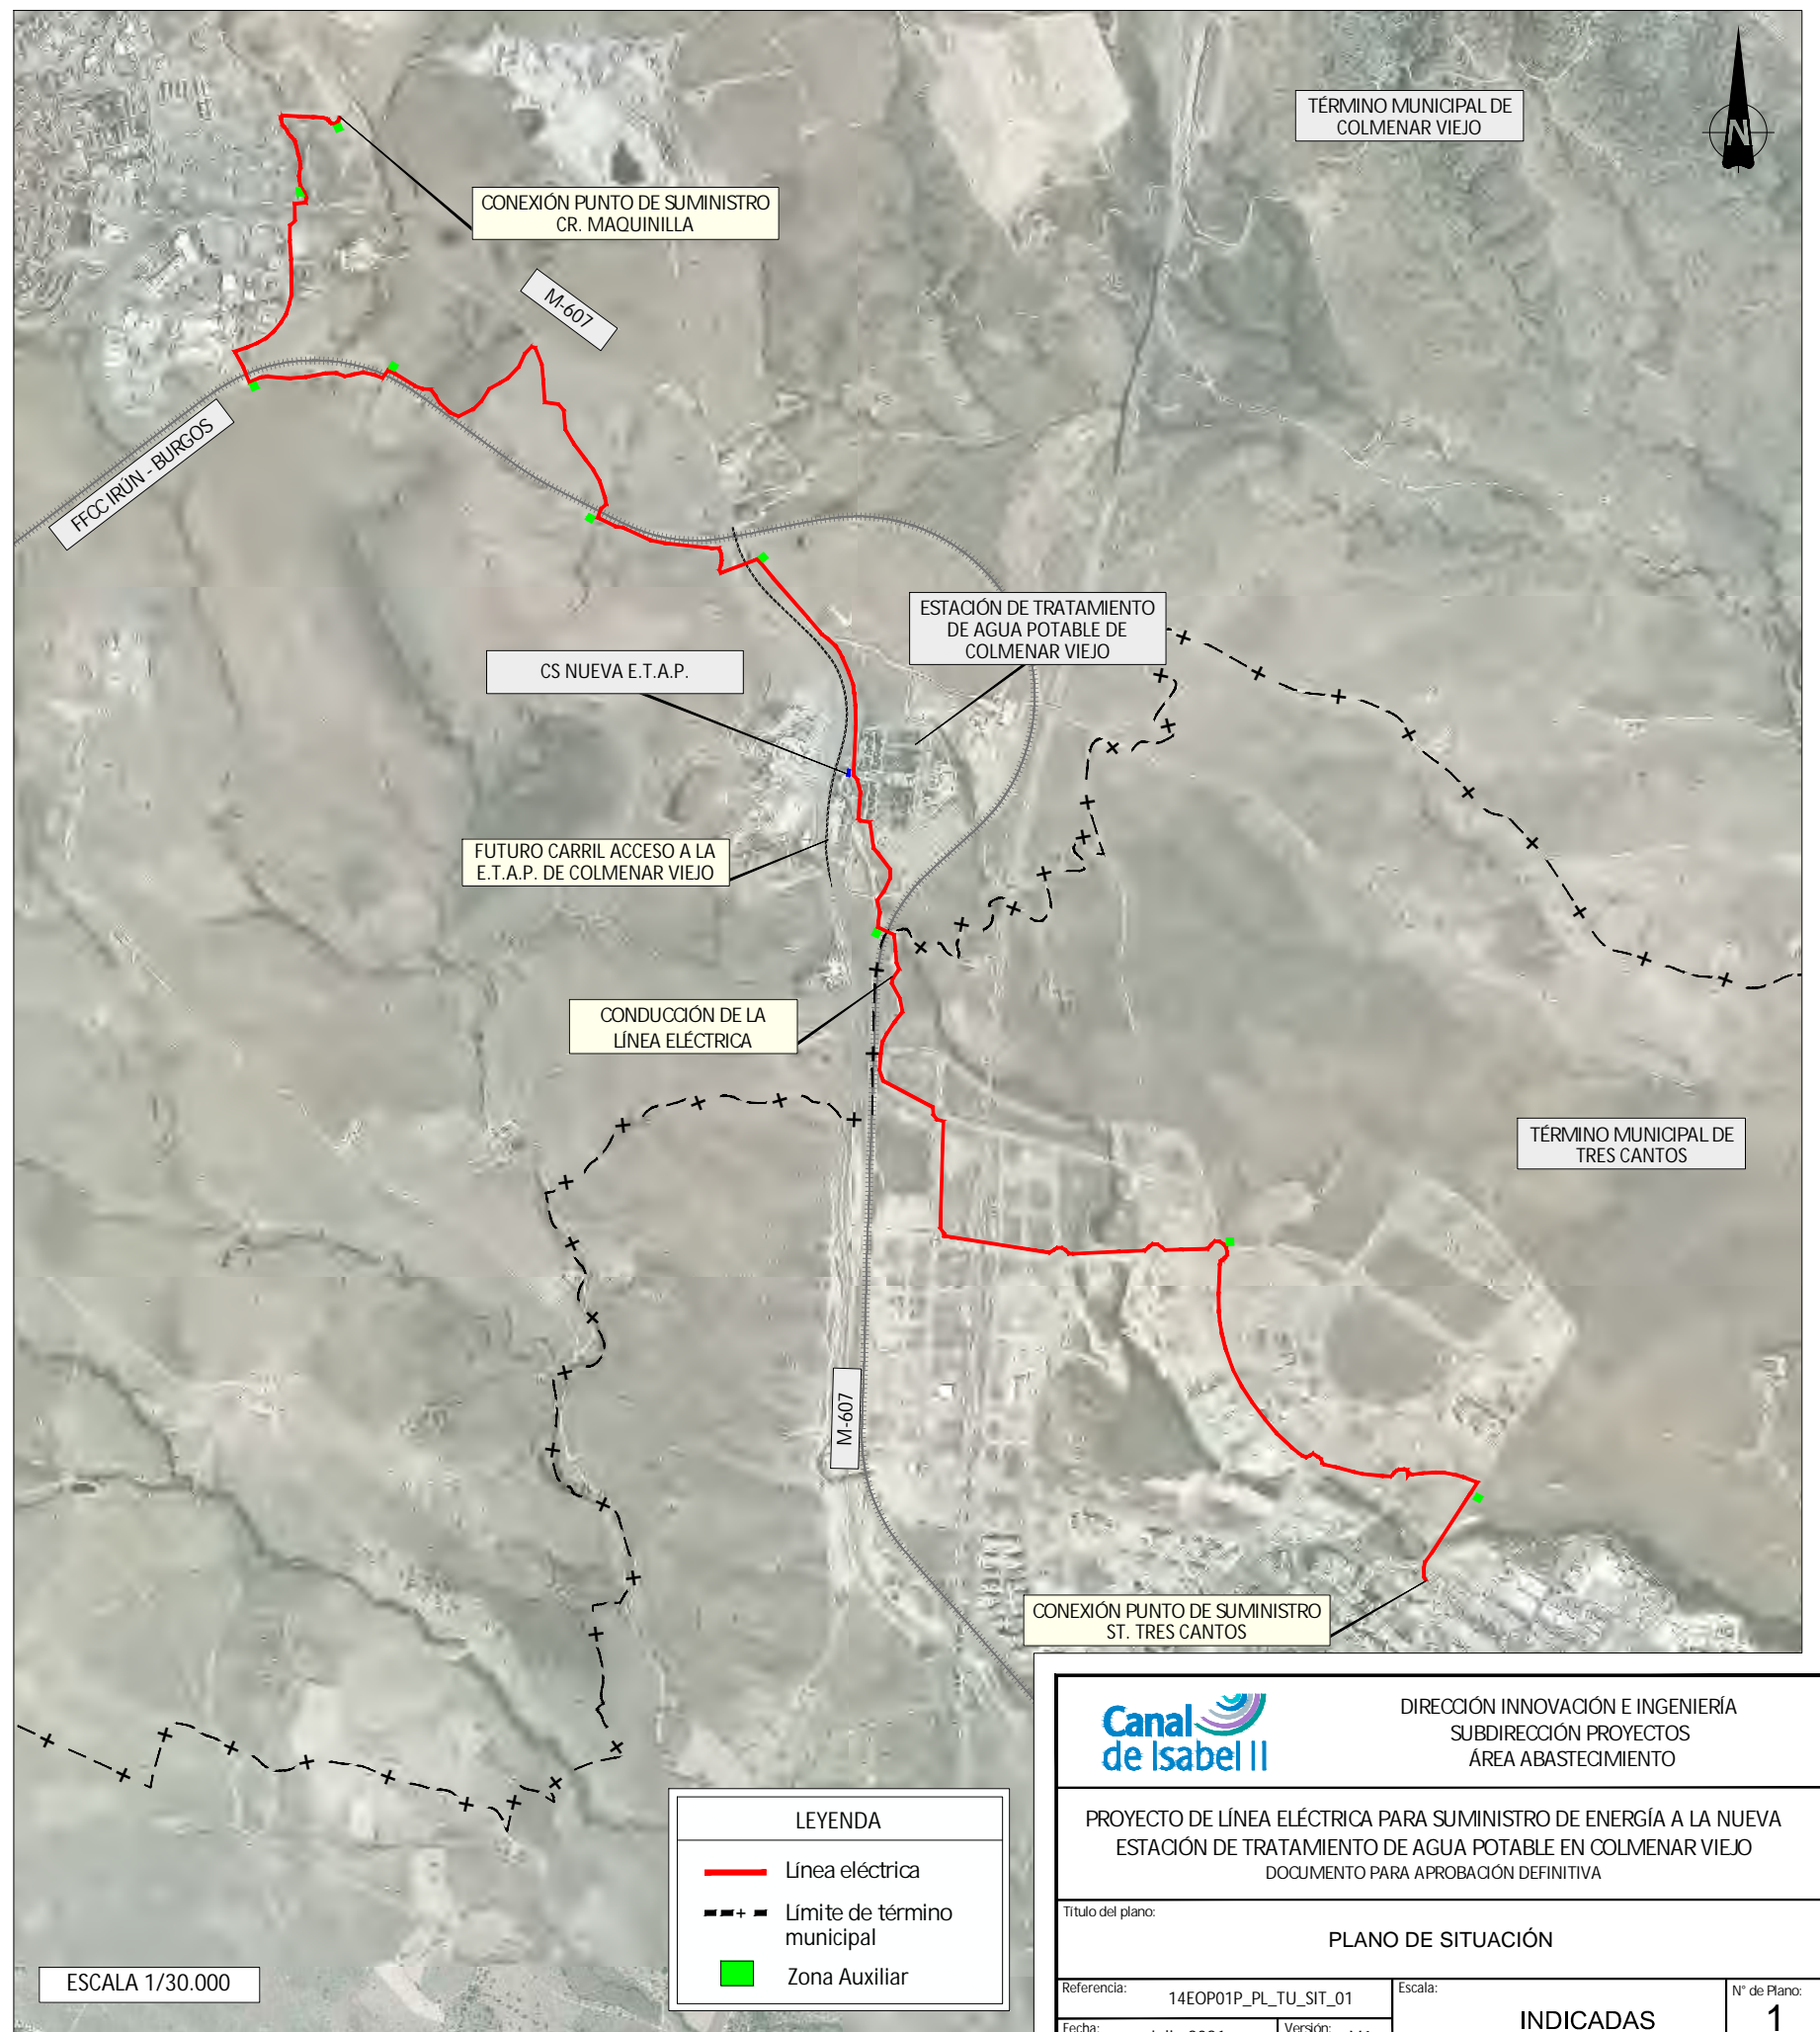 TÉRMINO MUNICIPAL DE
COLMENAR VIEJO
N
CONEXIÓN PUNTO DE SUMINISTRO
CR. MAQUINILLA
M-607
FFCC IRÚN - BURGOS
ESTACIÓN DE TRATAMIENTO
DE AGUA POTABLE DE
COLMENAR VIEJO
CS NUEVA E.T.A.P.
FUTURO CARRIL ACCESO A LA
E.T.A.P. DE COLMENAR VIEJO
CONDUCCIÓN DE LA
LÍNEA ELÉCTRICA
TÉRMINO MUNICIPAL DE
TRES CANTOS
M-607
CONEXIÓN PUNTO DE SUMINISTRO
ST. TRES CANTOS
LEYENDA
Línea eléctrica
Límite de término
municipal
Zona Auxiliar
ESCALA 1/30.000
Canal
de Isabel II
DIRECCIÓN INNOVACIÓN E INGENIERÍA
SUBDIRECCIÓN PROYECTOS
ÁREA ABASTECIMIENTO
PROYECTO DE LÍNEA ELÉCTRICA PARA SUMINISTRO DE ENERGÍA A LA NUEVA
ESTACIÓN DE TRATAMIENTO DE AGUA POTABLE EN COLMENAR VIEJO
DOCUMENTO PARA APROBACIÓN DEFINITIVA
Título del plano:
PLANO DE SITUACIÓN
Referencia:
14EOP01P_PL_TU_SIT_01
Escala:
INDICADAS
N° de Plano:
1
Fecha:
Versión: